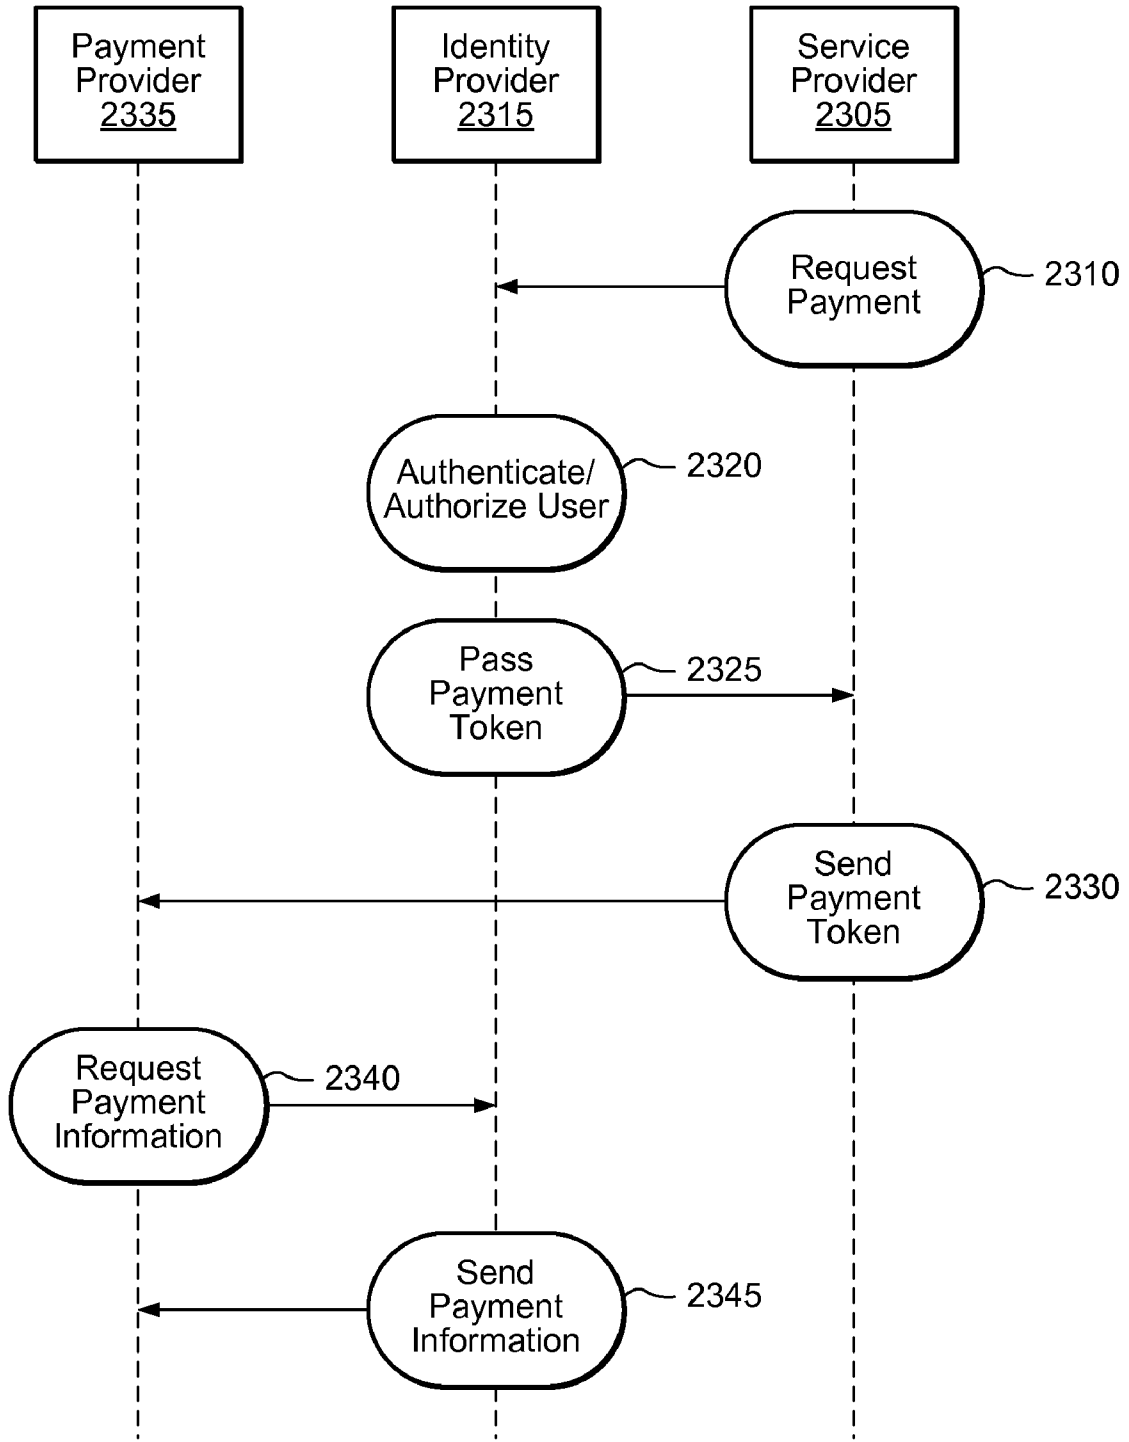 Payment
Provider
2335
Identity
Provider
2315
Service
Provider
2305
Request
Payment
2310
Authenticate/
Authorize User
2320
Pass
Payment
Token
2325
Send
Payment
Token
2330
Request
Payment
Information
2340
Send
Payment
Information
2345